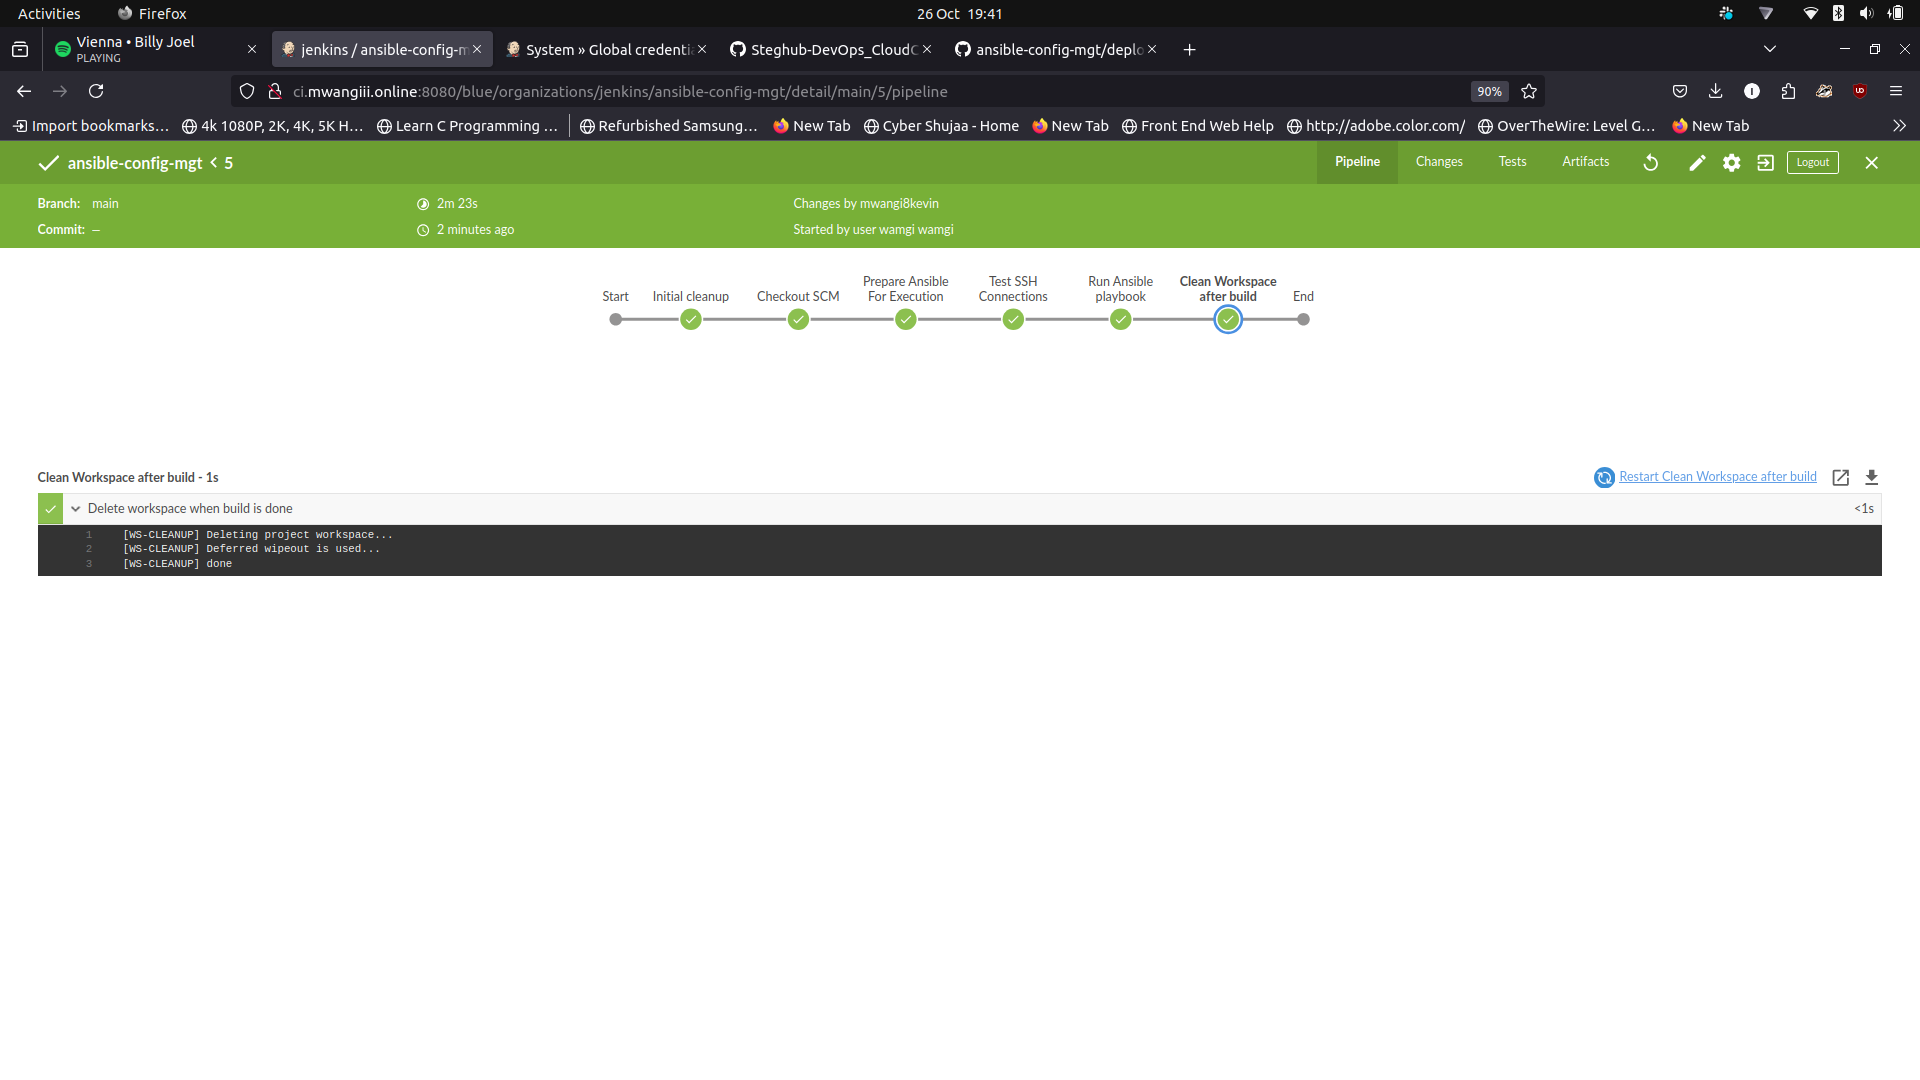 Activities Firefox 26 Oct 19:41
Vienna • Billy Joel
PLAYING
jenkins / ansible-config-m
System » Global credentia
Steghub-DevOps_CloudC
ansible-config-mgt/deplo
ci.mwangiii.online:8080/blue/organizations/jenkins/ansible-config-mgt/detail/main/5/pipeline 90%
Import bookmarks… 4k 1080P, 2K, 4K, 5K H… Learn C Programming … Refurbished Samsung… New Tab Cyber Shujaa - Home New Tab Front End Web Help http://adobe.color.com/ OverTheWire: Level G… New Tab
ansible-config-mgt < 5 Pipeline Changes Tests Artifacts Logout
Branch: main 2m 23s Changes by mwangi8kevin
Commit: — 2 minutes ago Started by user wamgi wamgi
Start
Initial cleanup
Checkout SCM
Prepare Ansible
For Execution
Test SSH
Connections
Run Ansible
playbook
Clean Workspace
after build
End
Clean Workspace after build - 1s Restart Clean Workspace after build
Delete workspace when build is done <1s
1 [WS-CLEANUP] Deleting project workspace...
2 [WS-CLEANUP] Deferred wipeout is used...
3 [WS-CLEANUP] done